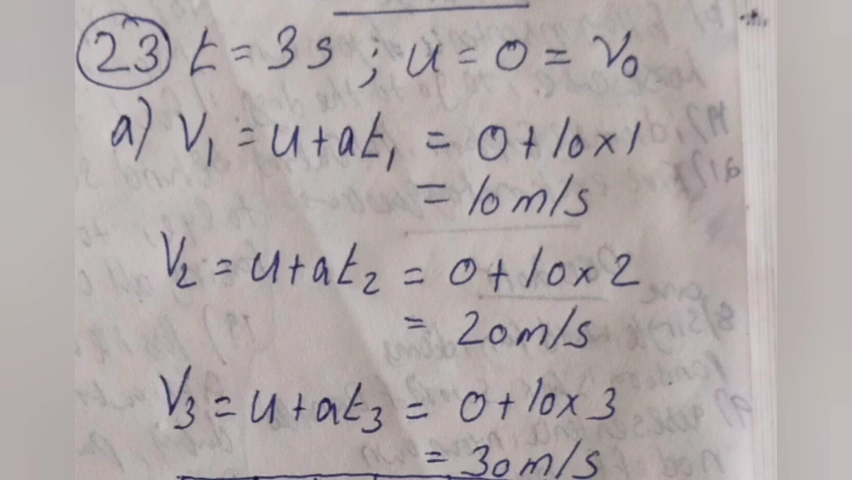 23 t = 3s ; u = 0 = V₀
a) V₁ = u + at₁ = 0 + 10 × 1
= 10 m/s
V₂ = u + at₂ = 0 + 10 × 2
= 20 m/s
V₃ = u + at₃ = 0 + 10 × 3
= 30 m/s